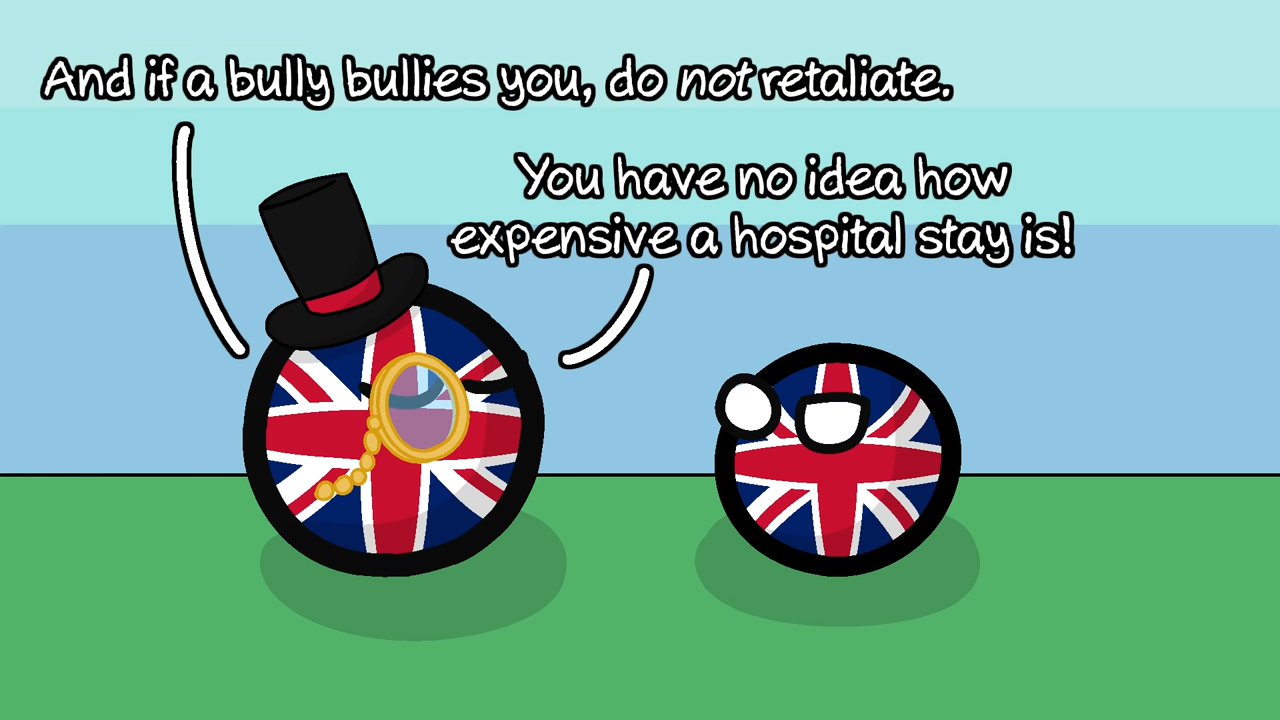 And if a bully bullies you, do not retaliate.
You have no idea how
expensive a hospital stay is!